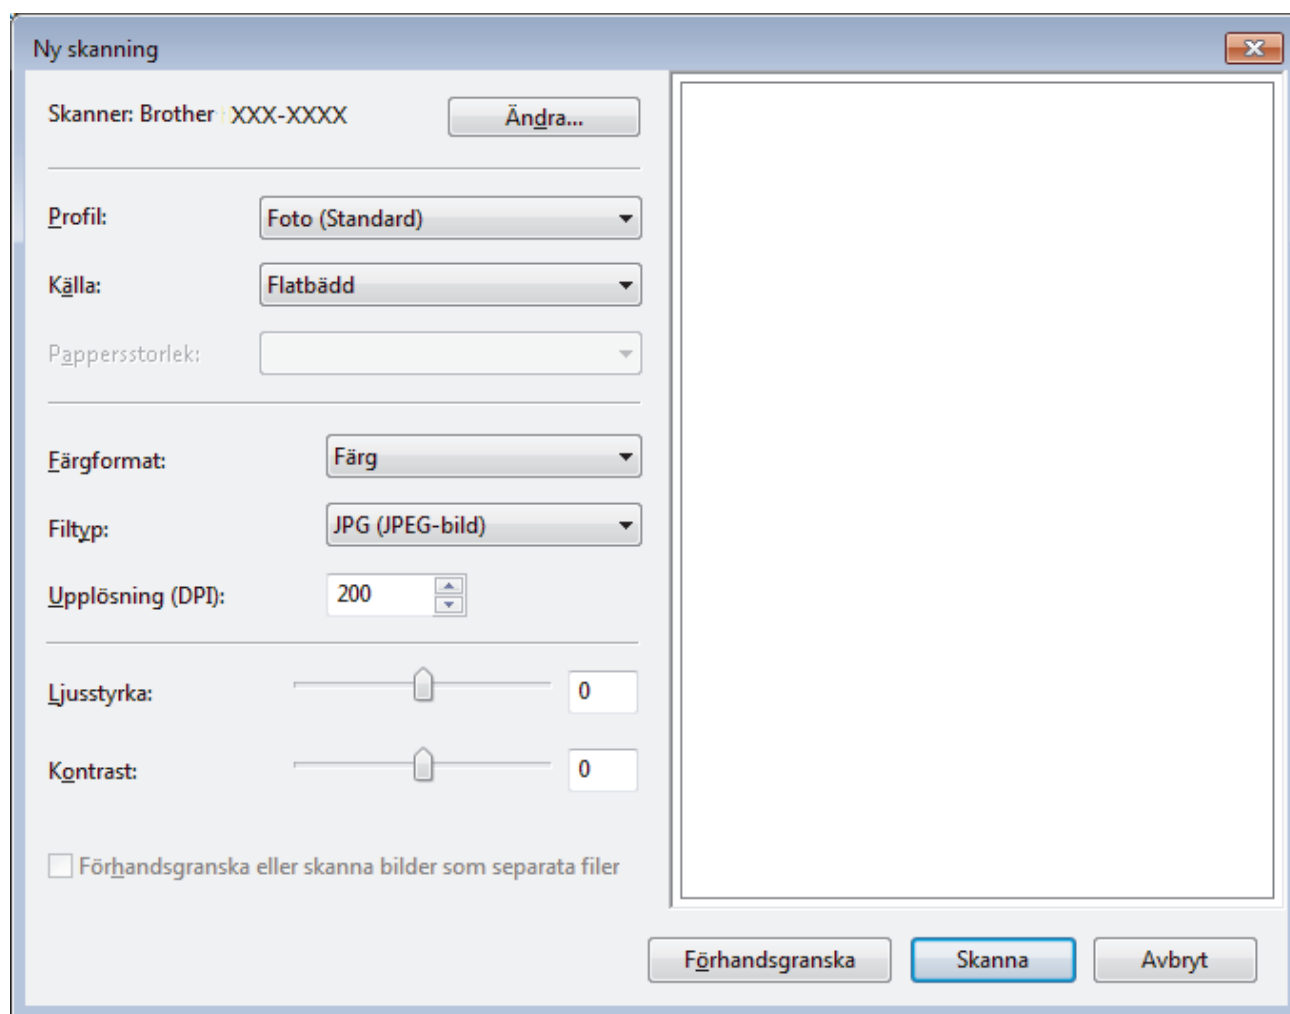 Ny skanning
Skanner: Brother XXX-XXXX Ändra...
Profil: Foto (Standard)
Källa: Flatbädd
Pappersstorlek:
Färgformat: Färg
Filtyp: JPG (JPEG-bild)
Upplösning (DPI): 200
Ljusstyrka: 0
Kontrast: 0
Förhandsgranska eller skanna bilder som separata filer
Förhandsgranska Skanna Avbryt